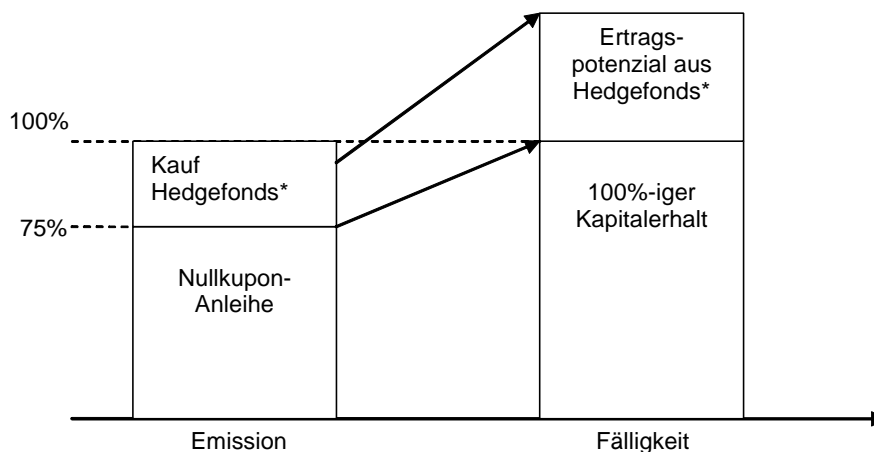 Ertrags-
potenzial aus
Hedgefonds*
100%
Kauf
Hedgefonds*
100%-iger
Kapitalerhalt
75%
Nullkupon-
Anleihe
Emission
Fälligkeit